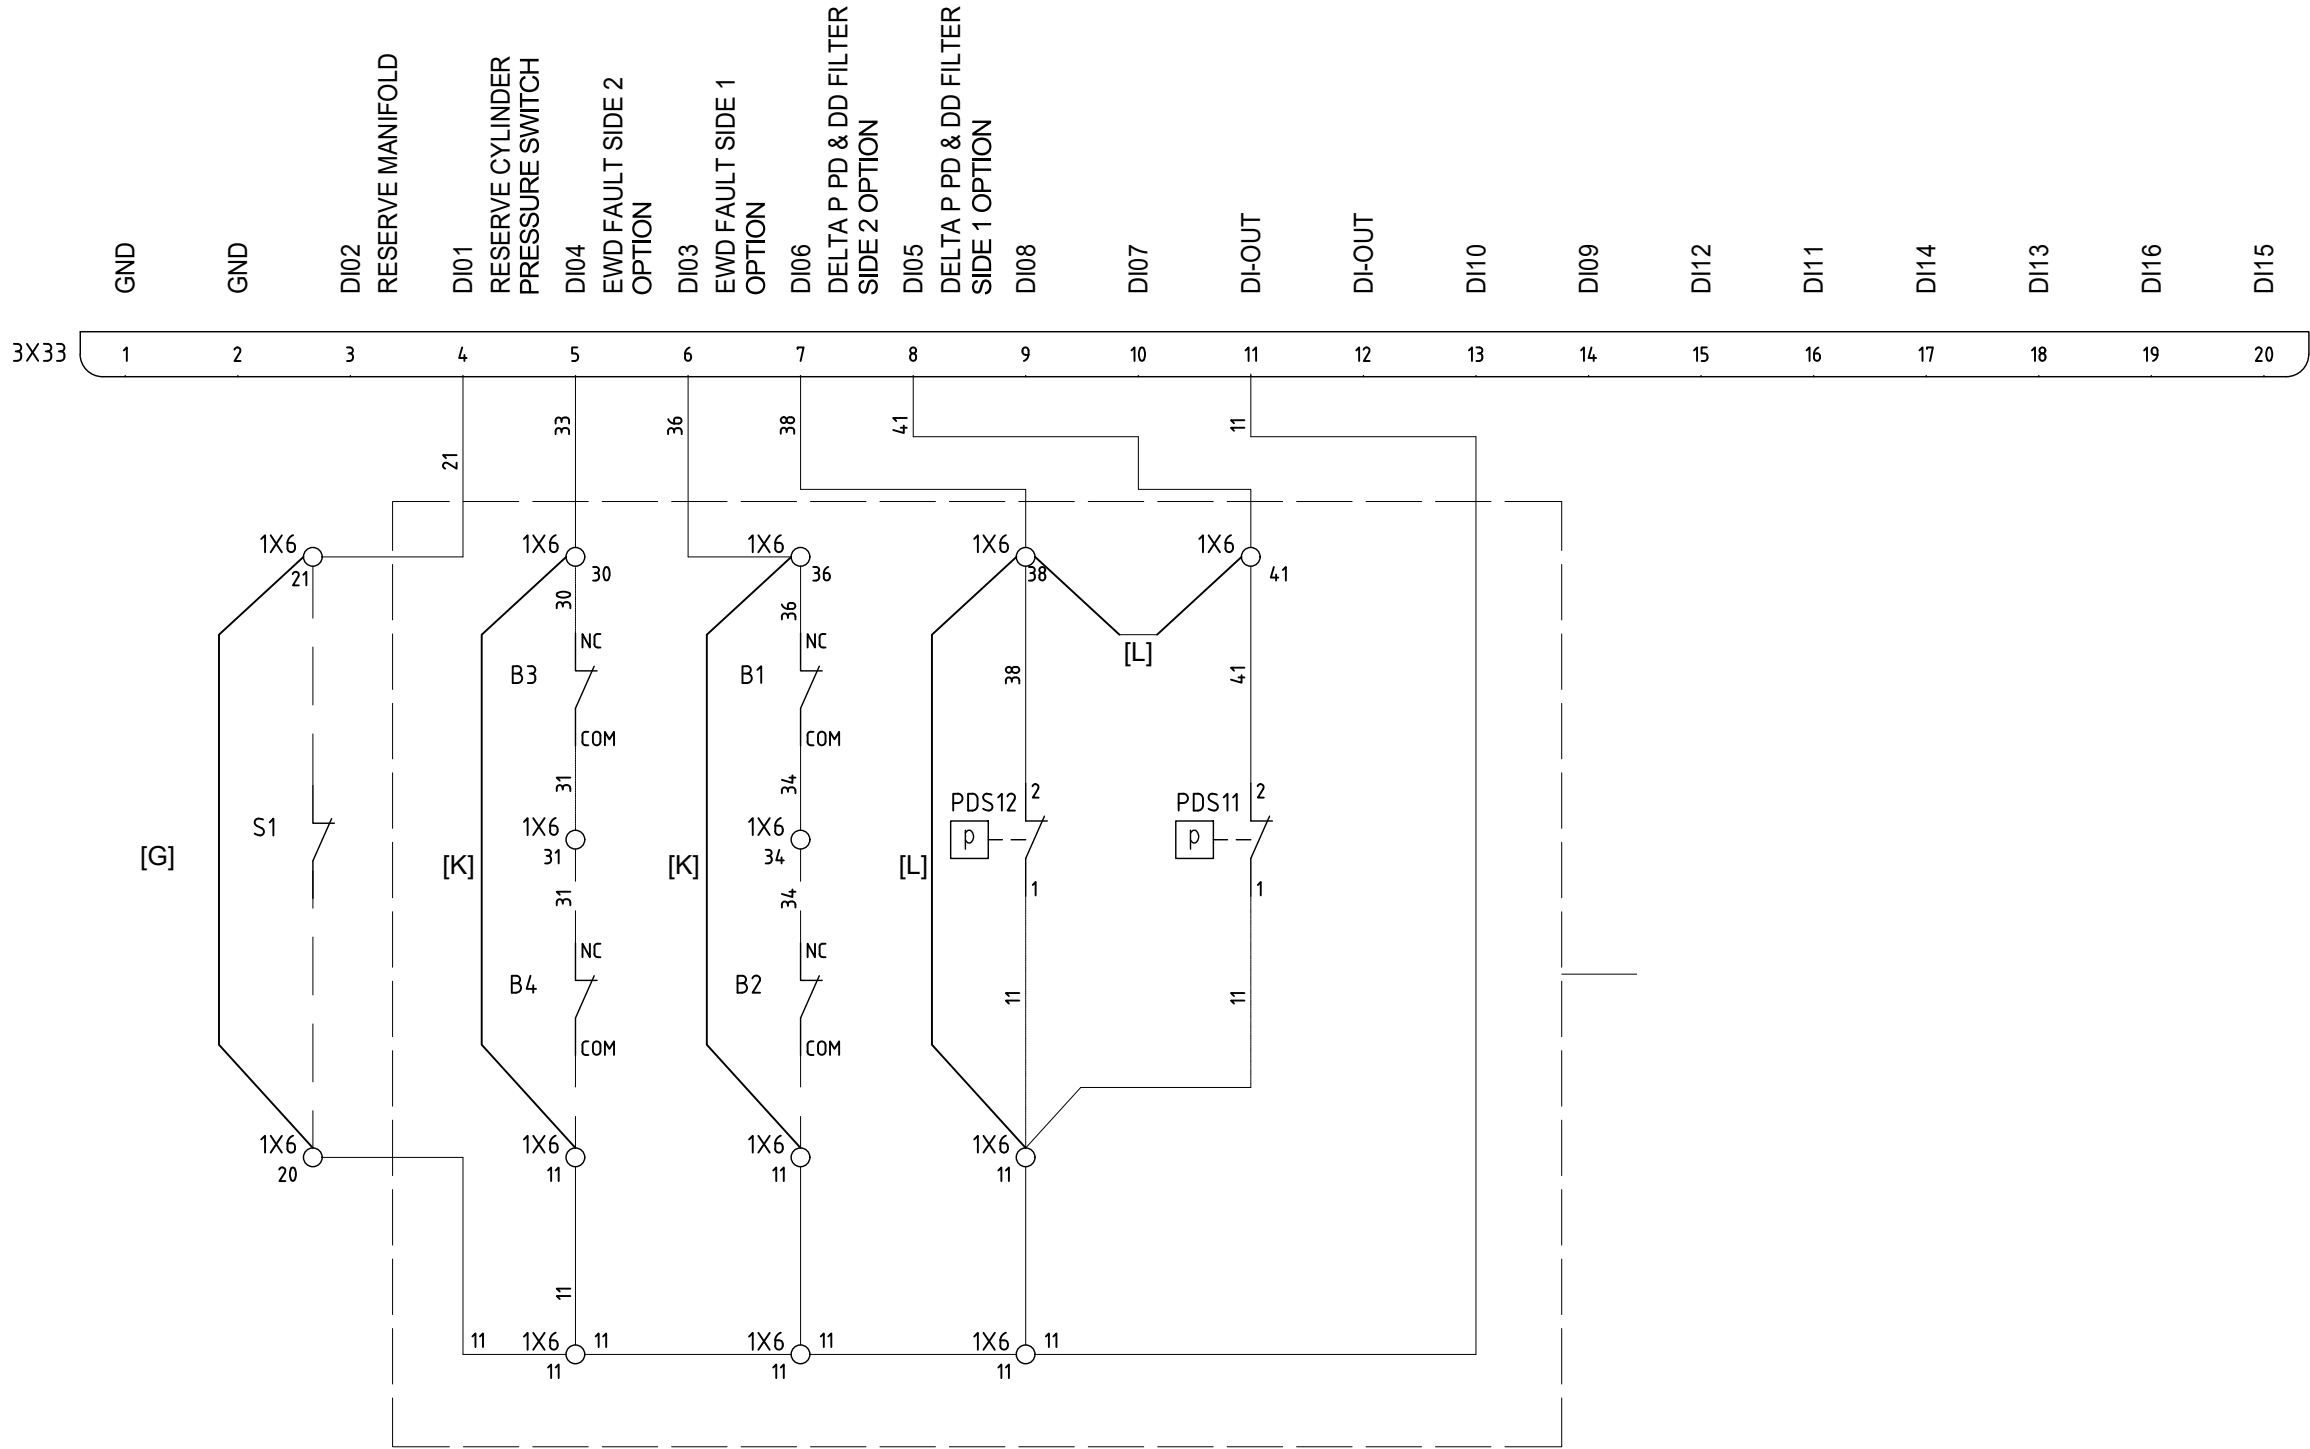 GND
GND
DI02
RESERVE MANIFOLD
DI01
RESERVE CYLINDER
PRESSURE SWITCH
DI04
EWD FAULT SIDE 2
OPTION
DI03
EWD FAULT SIDE 1
OPTION
DI06
DELTA P PD & DD FILTER
SIDE 2 OPTION
DI05
DELTA P PD & DD FILTER
SIDE 1 OPTION
DI08
DI07
DI-OUT
DI-OUT
DI10
DI09
DI12
DI11
DI14
DI13
DI16
DI15
3X33
1
2
3
4
5
6
7
8
9
10
11
12
13
14
15
16
17
18
19
20
21
33
36
38
41
11
1X6
21
1X6
30
1X6
36
1X6
38
1X6
41
30
36
NC
NC
[L]
B3
B1
38
41
COM
COM
31
34
2
2
PDS12
PDS11
p
p
S1
1X6
31
1X6
34
[G]
[K]
[K]
[L]
1
1
31
34
NC
NC
B4
B2
11
11
COM
COM
1X6
20
1X6
11
1X6
11
1X6
11
11
11
1X6
11
11
1X6
11
11
1X6
11
11